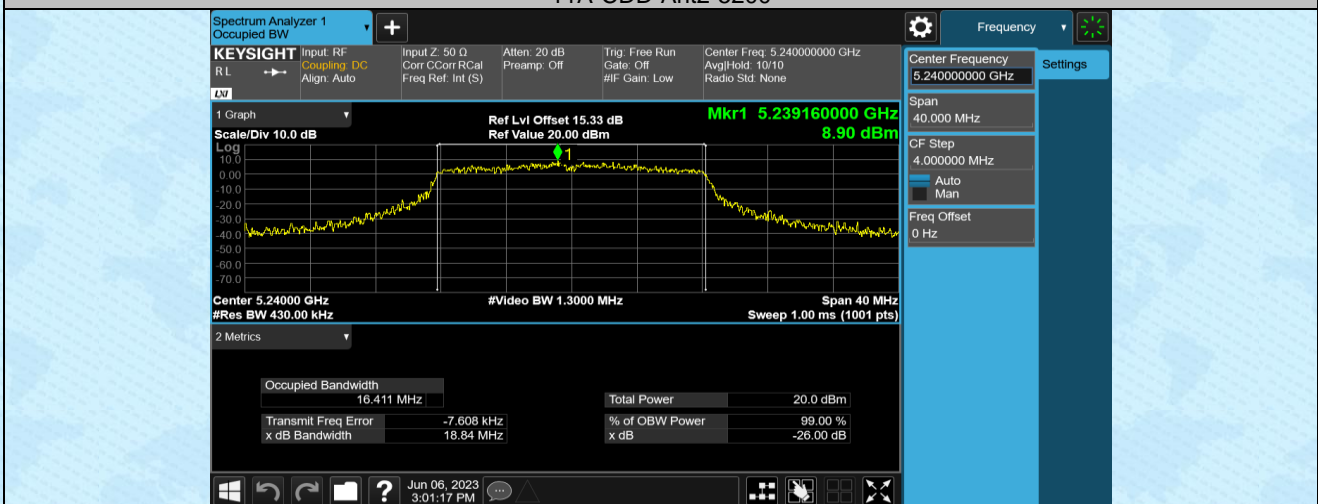 Spectrum Analyzer 1
Occupied BW
Frequency
KEYSIGHT
Input: RF
Input Z: 50 Ω
Atten: 20 dB
Trig: Free Run
Center Freq: 5.240000000 GHz
R L
Coupling: DC
Corr CCorr RCal
Preamp: Off
Gate: Off
Avg|Hold: 10/10
Align: Auto
Freq Ref: Int (S)
#IF Gain: Low
Radio Std: None
LXI
Center Frequency
5.240000000 GHz
Settings
Span
40.000 MHz
CF Step
4.000000 MHz
Auto
Man
Freq Offset
0 Hz
1 Graph
Ref Lvl Offset 15.33 dB
Mkr1 5.239160000 GHz
Scale/Div 10.0 dB
Ref Value 20.00 dBm
8.90 dBm
Log
1
10.0
0.00
-10.0
-20.0
-30.0
-40.0
-50.0
-60.0
-70.0
Center 5.24000 GHz
#Video BW 1.3000 MHz
Span 40 MHz
#Res BW 430.00 kHz
Sweep 1.00 ms (1001 pts)
2 Metrics
Occupied Bandwidth
16.411 MHz
Total Power 20.0 dBm
Transmit Freq Error -7.608 kHz
% of OBW Power 99.00 %
x dB Bandwidth 18.84 MHz
x dB -26.00 dB
Jun 06, 2023
3:01:17 PM